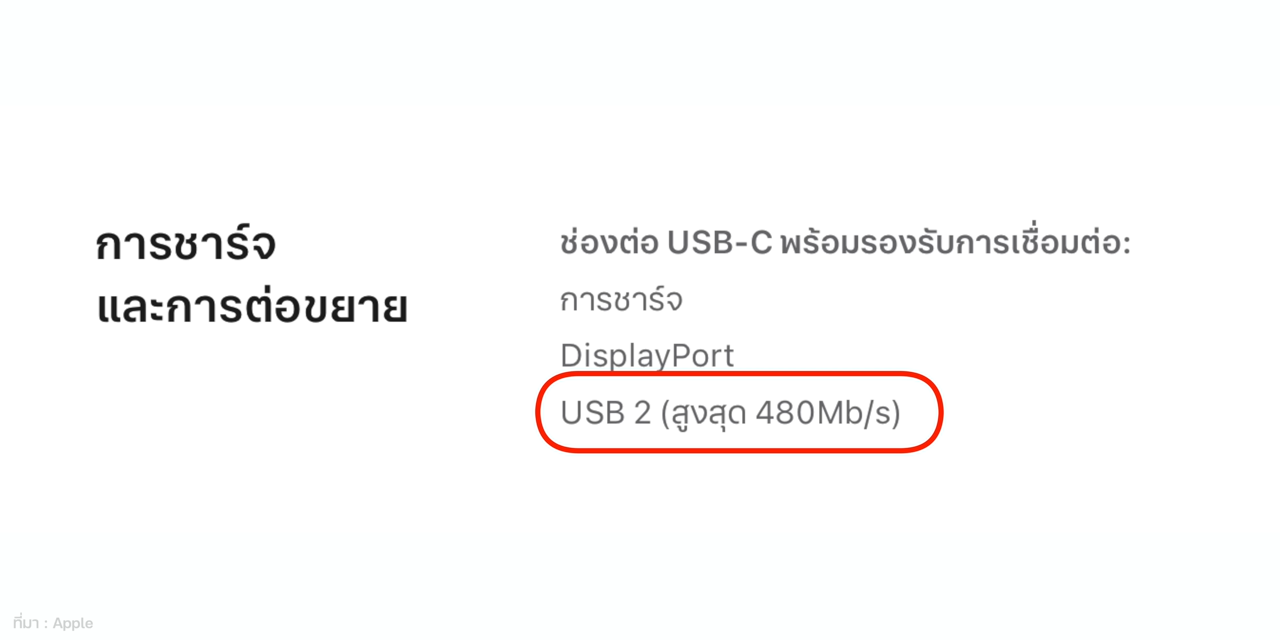 การชาร์จ
และการต่อขยาย
ช่องต่อ USB-C พร้อมรองรับการเชื่อมต่อ:
การชาร์จ
DisplayPort
USB 2 (สูงสุด 480Mb/s)
ที่มา : Apple